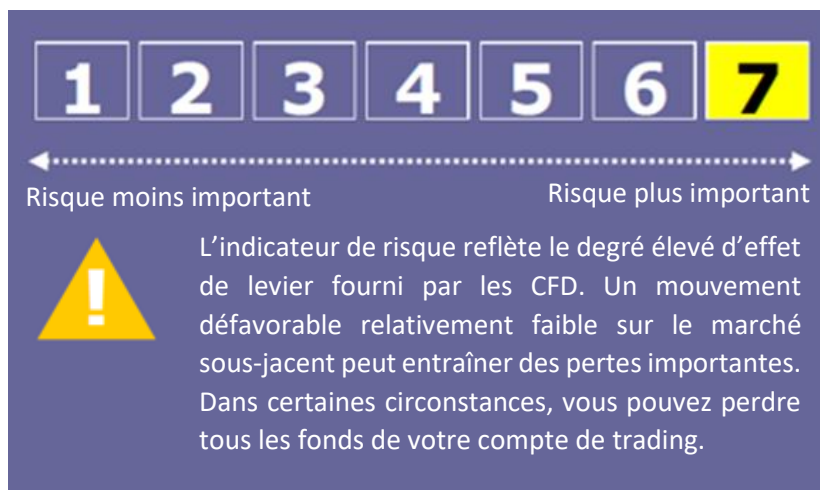 1 2 3 4 5 6 7
Risque moins important Risque plus important
!
L’indicateur de risque reflète le degré élevé d’effet
de levier fourni par les CFD. Un mouvement
défavorable relativement faible sur le marché
sous-jacent peut entraîner des pertes importantes.
Dans certaines circonstances, vous pouvez perdre
tous les fonds de votre compte de trading.